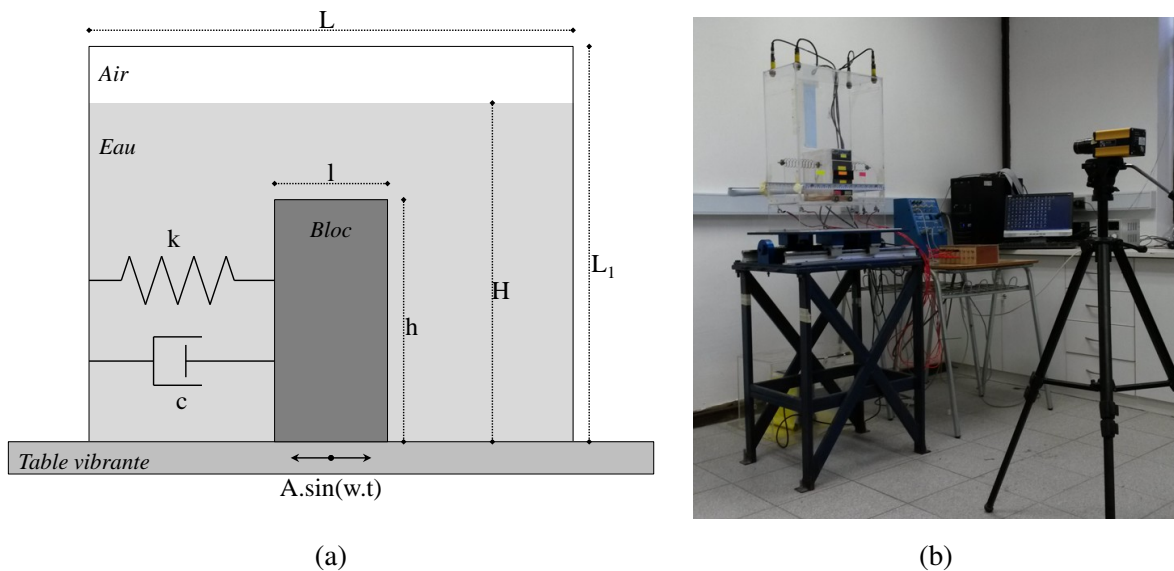 L
Air
Eau
l
Bloc
k
L₁
H
h
c
Table vibrante
A.sin(w.t)
(a)
(b)